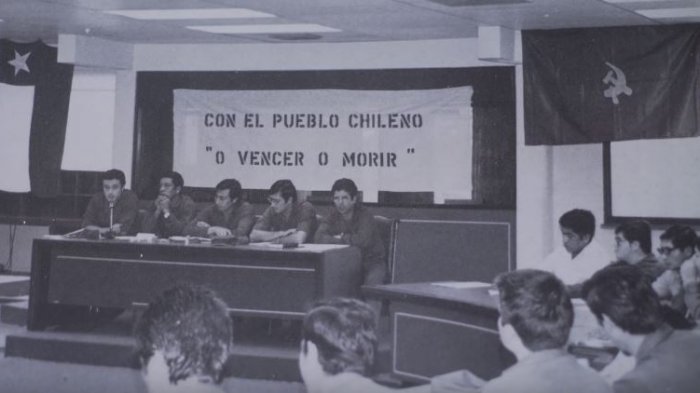 CON EL PUEBLO CHILENO
"O VENCER O MORIR"